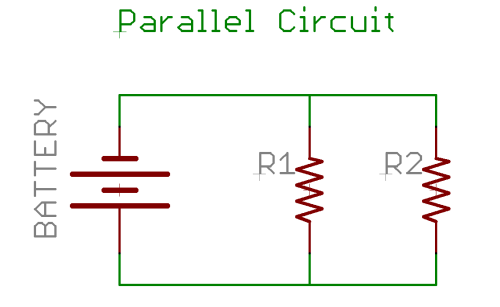 Parallel Circuit
BATTERY
R1
R2